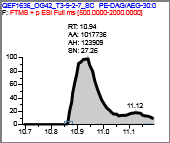 QEF1636_OG42_T3-9-2-7_SC PE-DAG/AEG-30:0
F: FTMS + p ESI Full ms [500.0000-2000.0000]
RT: 10.94
AA: 1017736
AH: 123909
SN: 27.26
100
80
60
40
20
0
11.12
10.7 10.8 10.9 11.0 11.1